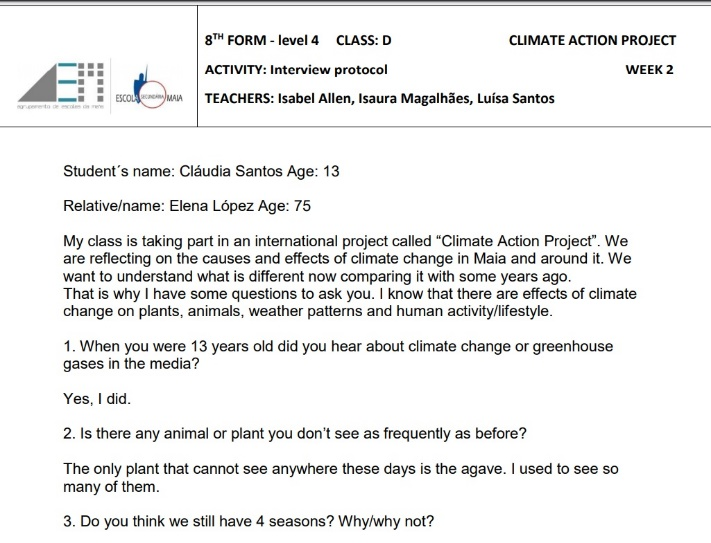 8TH FORM - level 4 CLASS: D CLIMATE ACTION PROJECT
ACTIVITY: Interview protocol WEEK 2
TEACHERS: Isabel Allen, Isaura Magalhães, Luísa Santos
agrupamento de escolas da maia
ESCOLA SECUNDÁRIA MAIA
Student´s name: Cláudia Santos Age: 13
Relative/name: Elena López Age: 75
My class is taking part in an international project called “Climate Action Project”. We
are reflecting on the causes and effects of climate change in Maia and around it. We
want to understand what is different now comparing it with some years ago.
That is why I have some questions to ask you. I know that there are effects of climate
change on plants, animals, weather patterns and human activity/lifestyle.
1. When you were 13 years old did you hear about climate change or greenhouse
gases in the media?
Yes, I did.
2. Is there any animal or plant you don’t see as frequently as before?
The only plant that cannot see anywhere these days is the agave. I used to see so
many of them.
3. Do you think we still have 4 seasons? Why/why not?